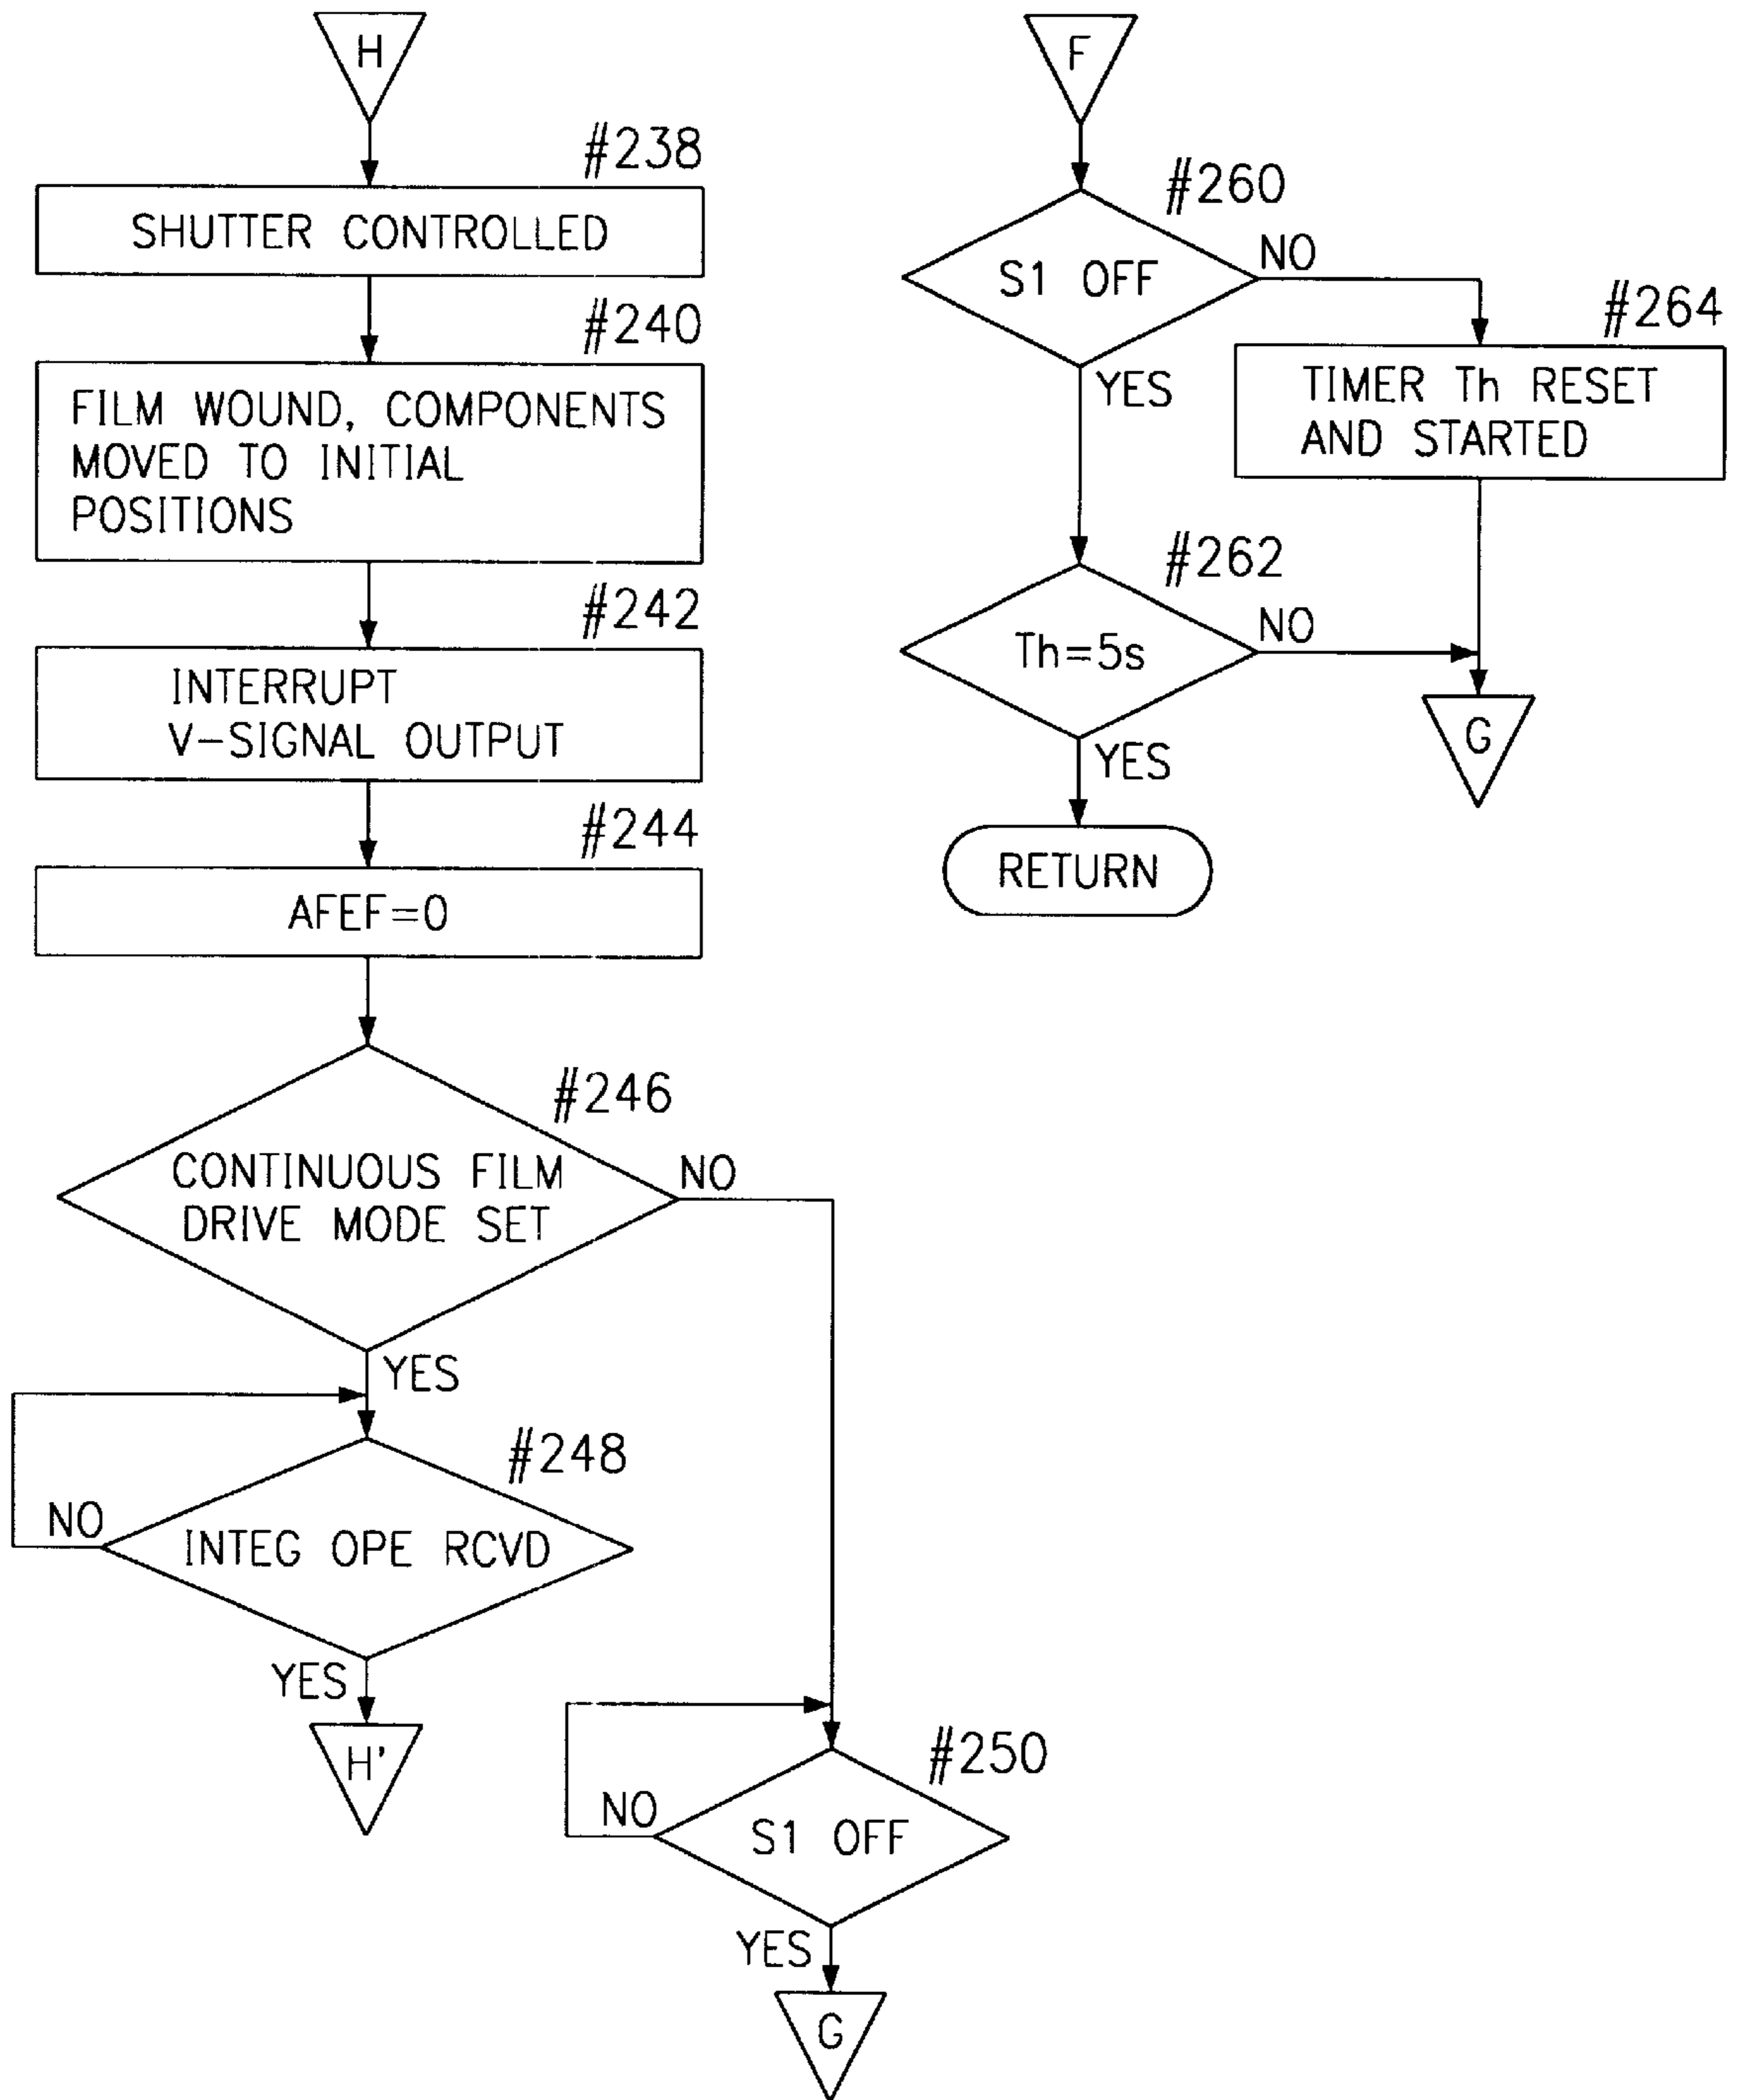 H
#238
SHUTTER CONTROLLED
#240
FILM WOUND, COMPONENTS
MOVED TO INITIAL
POSITIONS
#242
INTERRUPT
V-SIGNAL OUTPUT
#244
AFEF=0
#246
CONTINUOUS FILM
DRIVE MODE SET
NO
YES
#248
INTEG OPE RCVD
NO
YES
H'
#250
S1 OFF
NO
YES
G
F
#260
S1 OFF
NO
YES
#264
TIMER Th RESET
AND STARTED
#262
Th=5s
NO
YES
G
RETURN